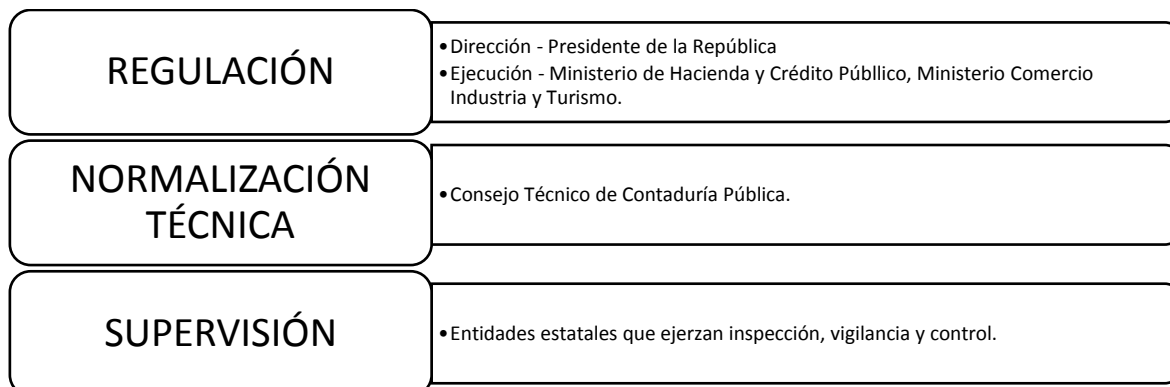 REGULACIÓN
•Dirección - Presidente de la República
•Ejecución - Ministerio de Hacienda y Crédito Públlico, Ministerio Comercio
Industria y Turismo.
NORMALIZACIÓN
TÉCNICA
•Consejo Técnico de Contaduría Pública.
SUPERVISIÓN
•Entidades estatales que ejerzan inspección, vigilancia y control.